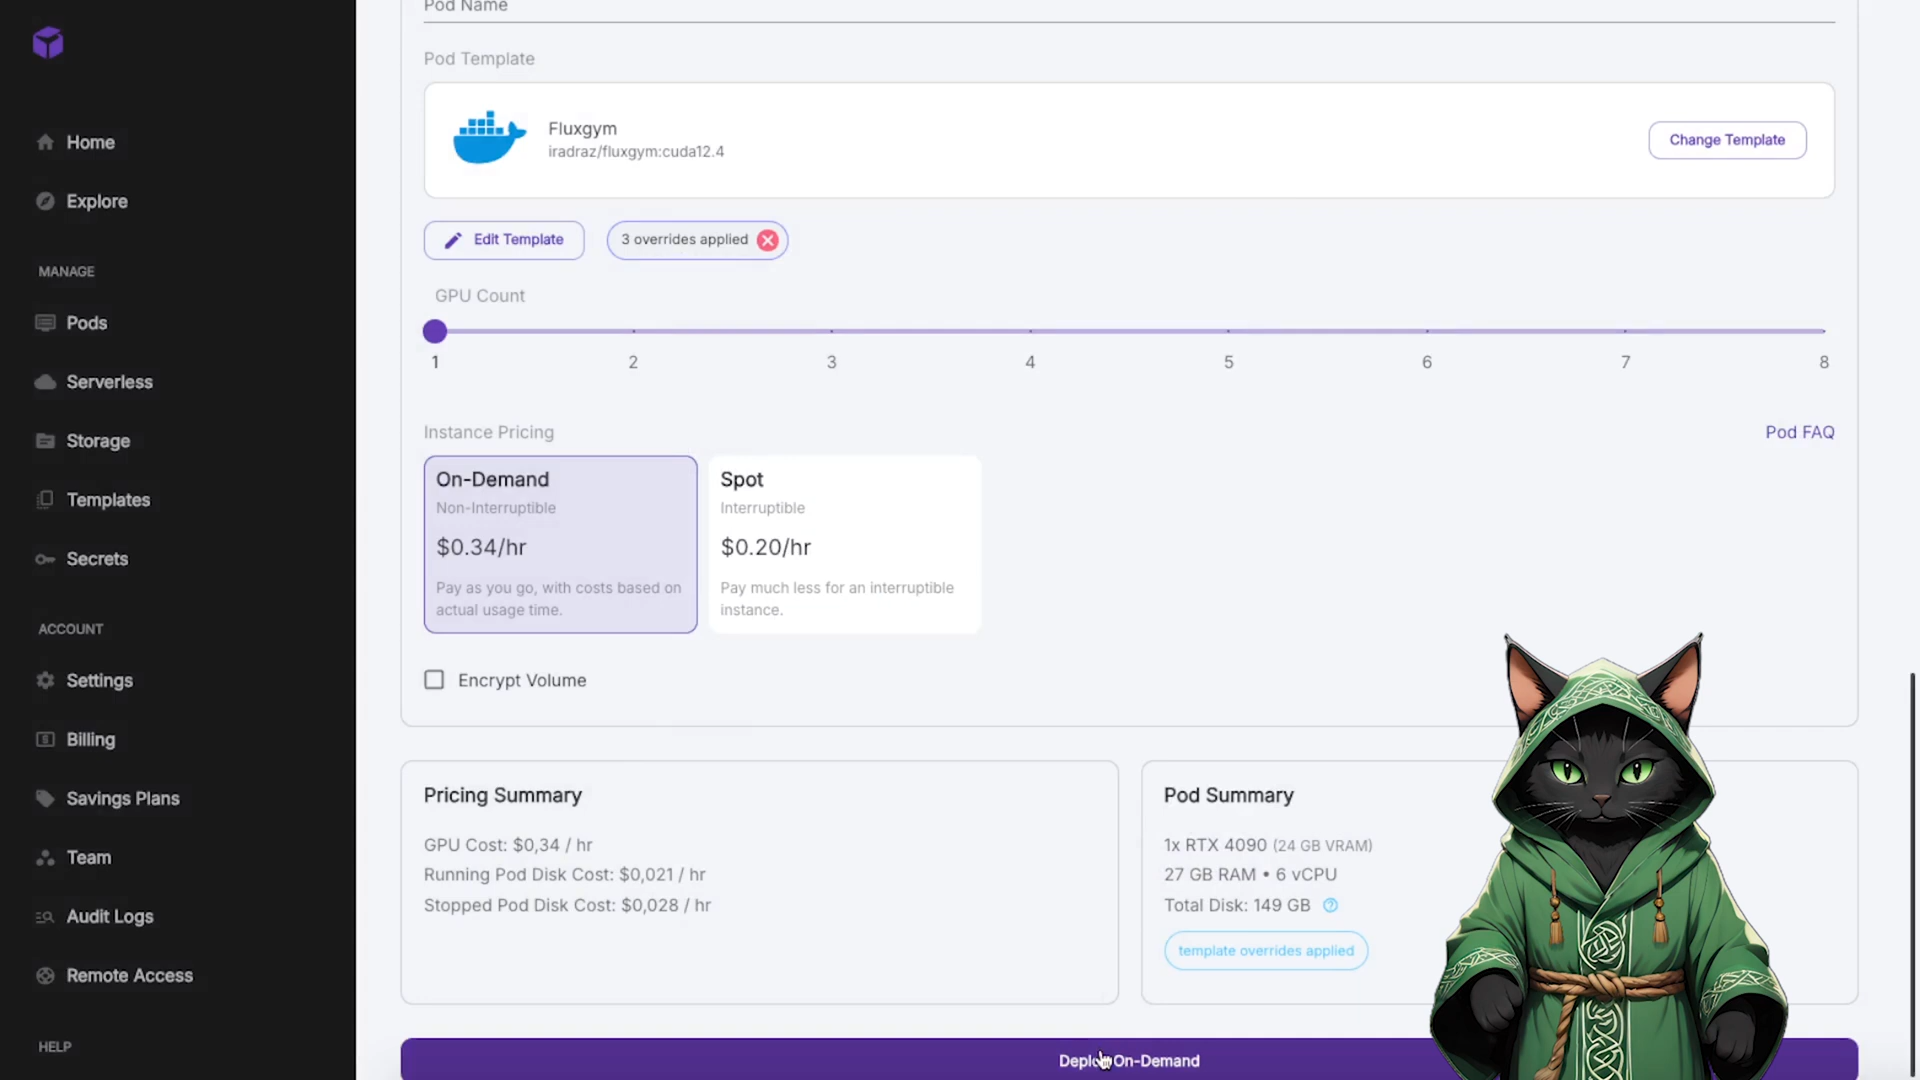 Home
Explore
MANAGE
Pods
Serverless
Storage
Templates
Secrets
ACCOUNT
Settings
Billing
Savings Plans
Team
Audit Logs
Remote Access
HELP
Pod Name
Pod Template
Fluxgym
iradraz/fluxgym:cuda12.4
Change Template
Edit Template
3 overrides applied
GPU Count
1 2 3 4 5 6 7 8
Instance Pricing
Pod FAQ
On-Demand
Non-Interruptible
$0.34/hr
Pay as you go, with costs based on
actual usage time.
Spot
Interruptible
$0.20/hr
Pay much less for an interruptible
instance.
Encrypt Volume
Pricing Summary
GPU Cost: $0,34 / hr
Running Pod Disk Cost: $0,021 / hr
Stopped Pod Disk Cost: $0,028 / hr
Pod Summary
1x RTX 4090 (24 GB VRAM)
27 GB RAM • 6 vCPU
Total Disk: 149 GB
template overrides applied
Deploy On-Demand